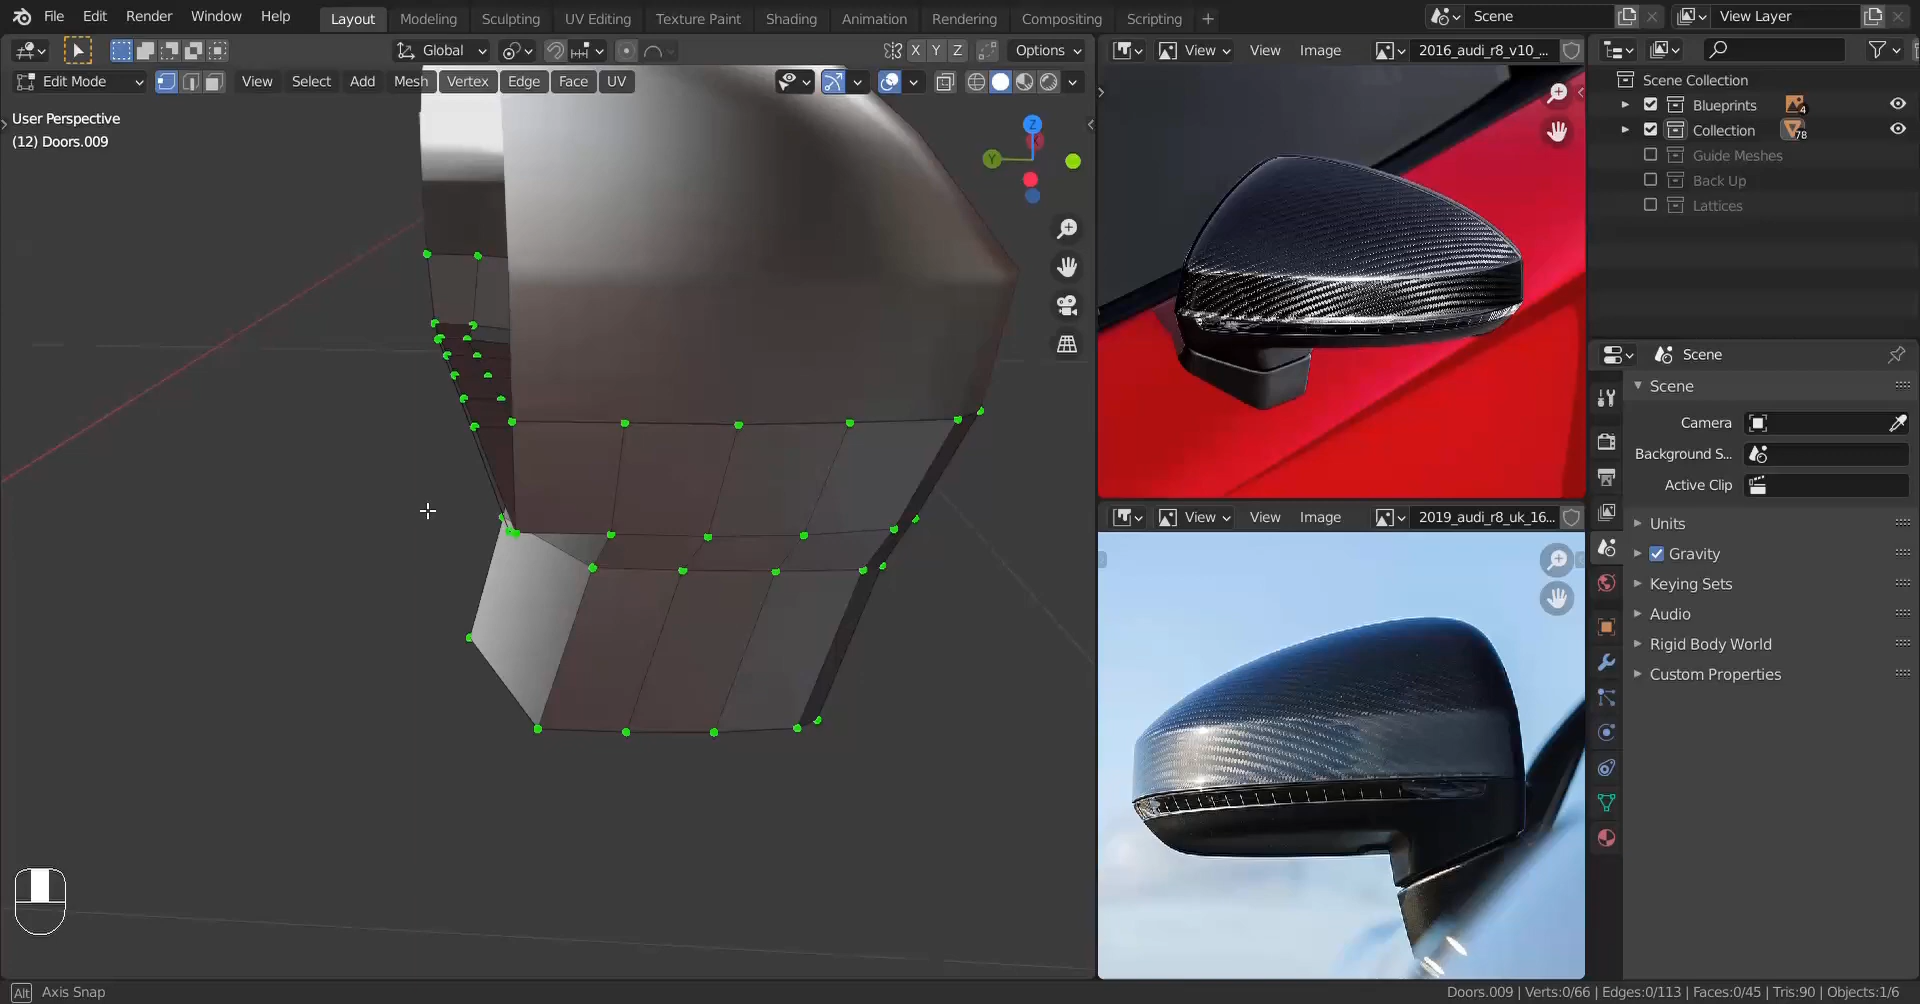 File Edit Render Window Help Layout Modeling Sculpting UV Editing Texture Paint Shading Animation Rendering Compositing Scripting + Scene View Layer
Global X Y Z Options View View Image 2016_audi_r8_v10_...
Edit Mode View Select Add Mesh Vertex Edge Face UV
User Perspective
(12) Doors.009
Z
Y
X
Scene Collection
Blueprints 4
Collection 78
Guide Meshes
Back Up
Lattices
Scene
Scene
Camera
Background S...
Active Clip
View View Image 2019_audi_r8_uk_16...
Units
Gravity
Keying Sets
Audio
Rigid Body World
Custom Properties
Alt Axis Snap
Doors.009 | Verts:0/66 | Edges:0/113 | Faces:0/45 | Tris:90 | Objects:1/6